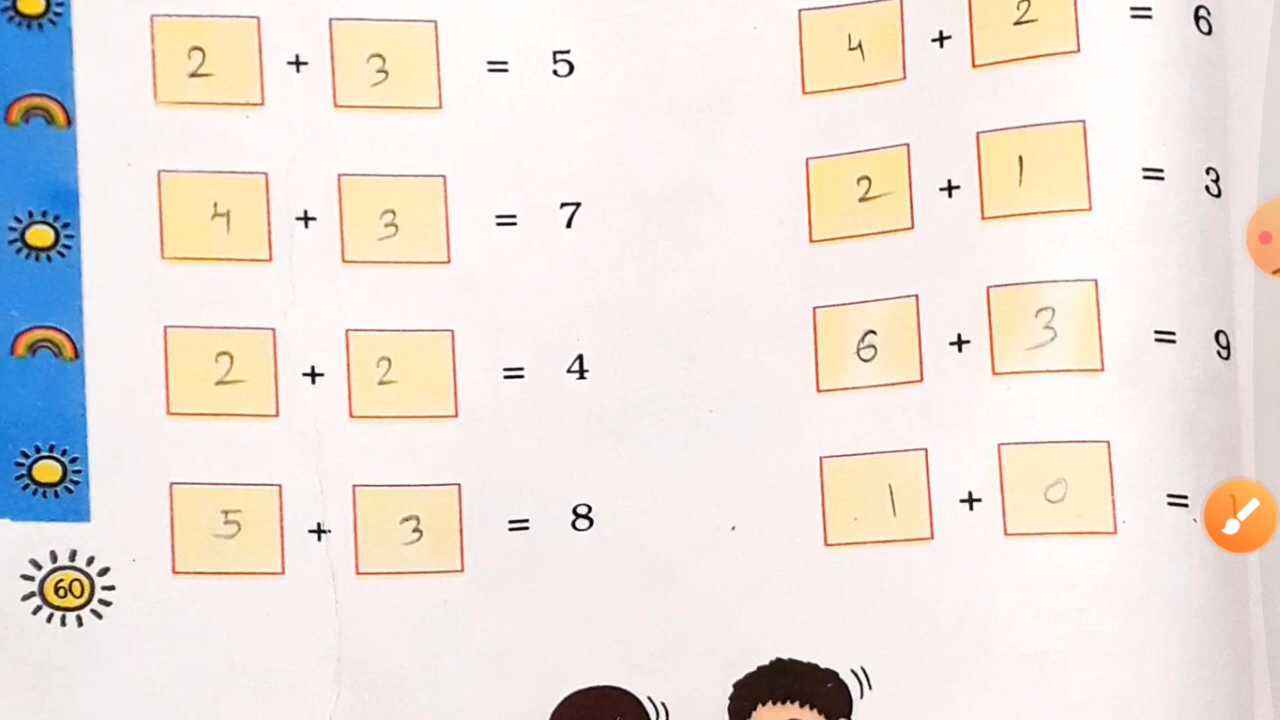 2 + 3 = 5
4 + 3 = 7
2 + 2 = 4
5 + 3 = 8
60
4 + 2 = 6
2 + 1 = 3
6 + 3 = 9
1 + 0 =